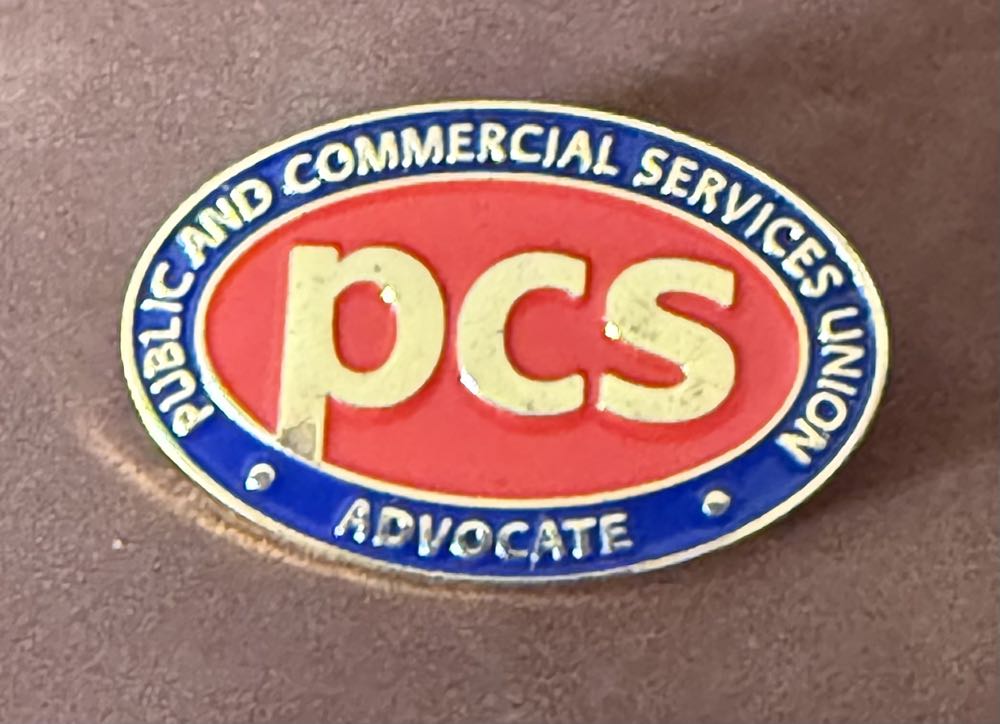 PUBLIC AND COMMERCIAL SERVICES UNION
pcs
ADVOCATE